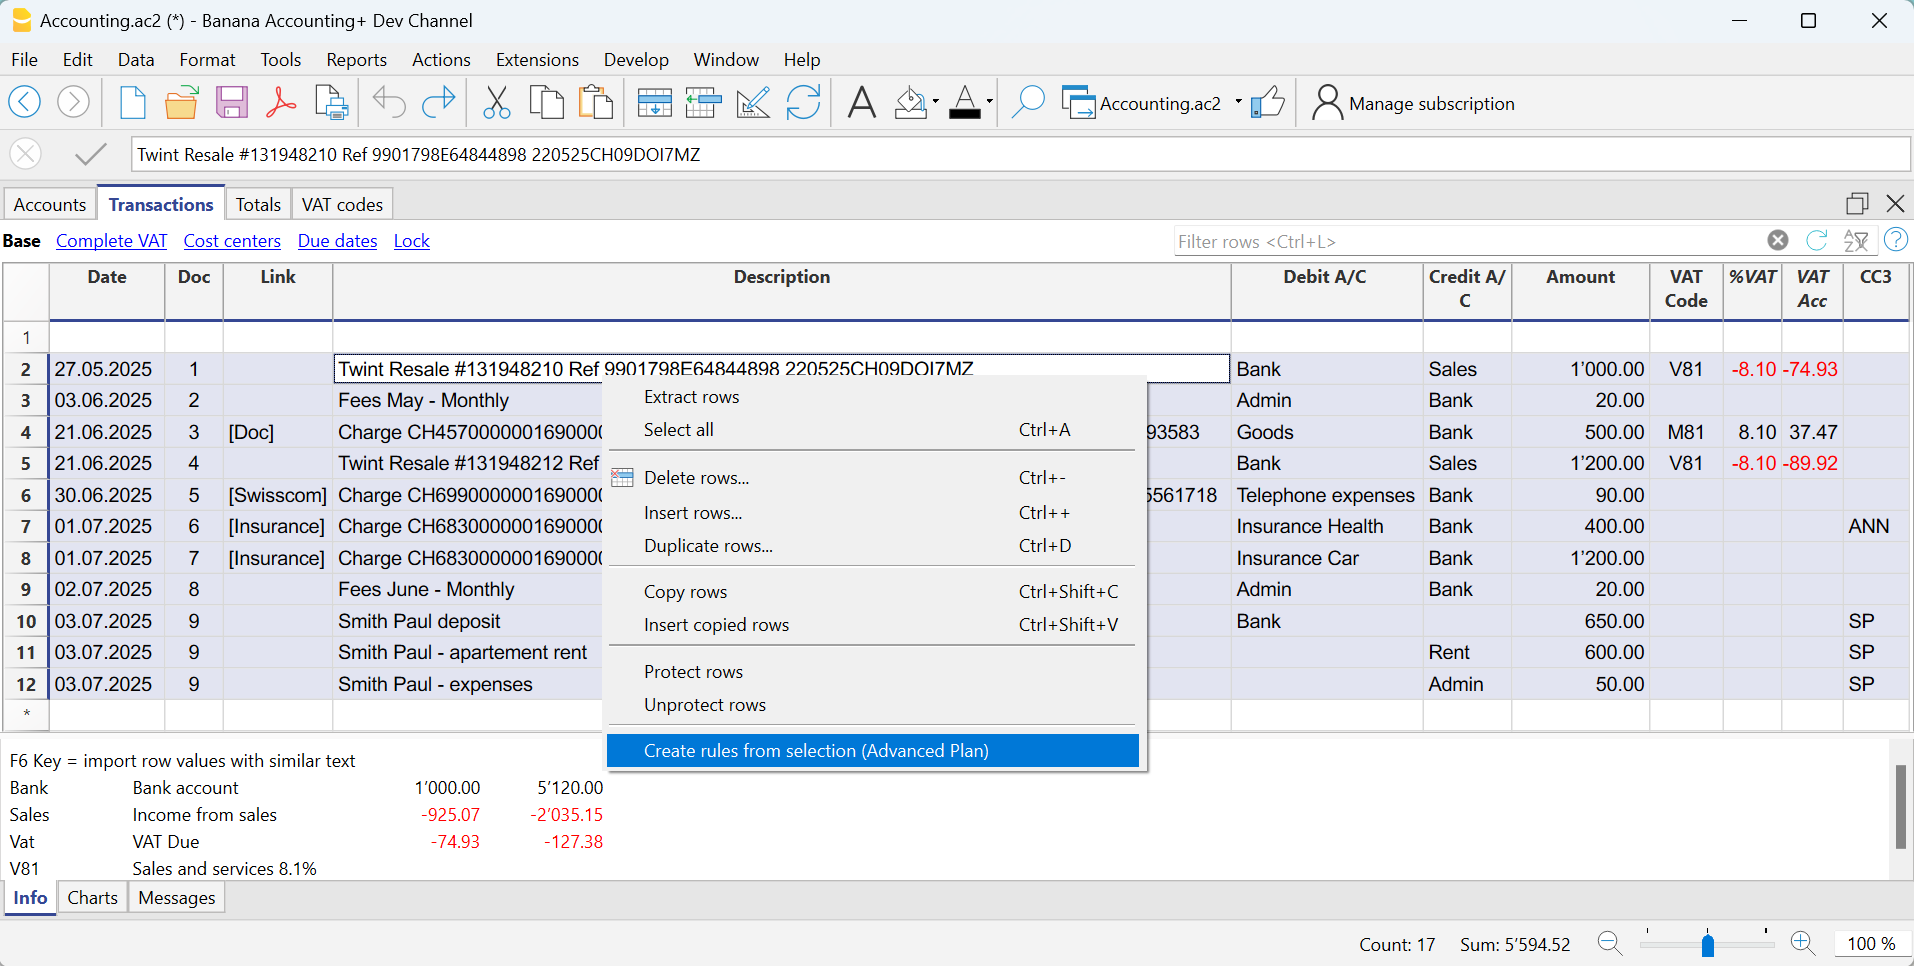 Accounting.ac2 (*) - Banana Accounting+ Dev Channel
File Edit Data Format Tools Reports Actions Extensions Develop Window Help
Accounting.ac2 Manage subscription
Twint Resale #131948210 Ref 9901798E64844898 220525CH09DOI7MZ
Accounts Transactions Totals VAT codes
Base Complete VAT Cost centers Due dates Lock Filter rows <Ctrl+L>
Date Doc Link Description Debit A/C Credit A/C Amount VAT Code %VAT VAT Acc CC3
1
2 27.05.2025 1 Twint Resale #131948210 Ref 9901798E64844898 220525CH09DOI7MZ Bank Sales 1’000.00 V81 -8.10 -74.93
3 03.06.2025 2 Fees May - Monthly Admin Bank 20.00
4 21.06.2025 3 [Doc] Charge CH4570000001690000 93583 Goods Bank 500.00 M81 8.10 37.47
5 21.06.2025 4 Twint Resale #131948212 Ref Bank Sales 1’200.00 V81 -8.10 -89.92
6 30.06.2025 5 [Swisscom] Charge CH6990000001690000 5561718 Telephone expenses Bank 90.00
7 01.07.2025 6 [Insurance] Charge CH6830000001690000 Insurance Health Bank 400.00 ANN
8 01.07.2025 7 [Insurance] Charge CH6830000001690000 Insurance Car Bank 1’200.00
9 02.07.2025 8 Fees June - Monthly Admin Bank 20.00
10 03.07.2025 9 Smith Paul deposit Bank 650.00 SP
11 03.07.2025 9 Smith Paul - apartement rent Rent 600.00 SP
12 03.07.2025 9 Smith Paul - expenses Admin 50.00 SP
*
Extract rows
Select all Ctrl+A
Delete rows... Ctrl+-
Insert rows... Ctrl++
Duplicate rows... Ctrl+D
Copy rows Ctrl+Shift+C
Insert copied rows Ctrl+Shift+V
Protect rows
Unprotect rows
Create rules from selection (Advanced Plan)
F6 Key = import row values with similar text
Bank Bank account 1’000.00 5’120.00
Sales Income from sales -925.07 -2’035.15
Vat VAT Due -74.93 -127.38
V81 Sales and services 8.1%
Info Charts Messages
Count: 17 Sum: 5’594.52 100 %